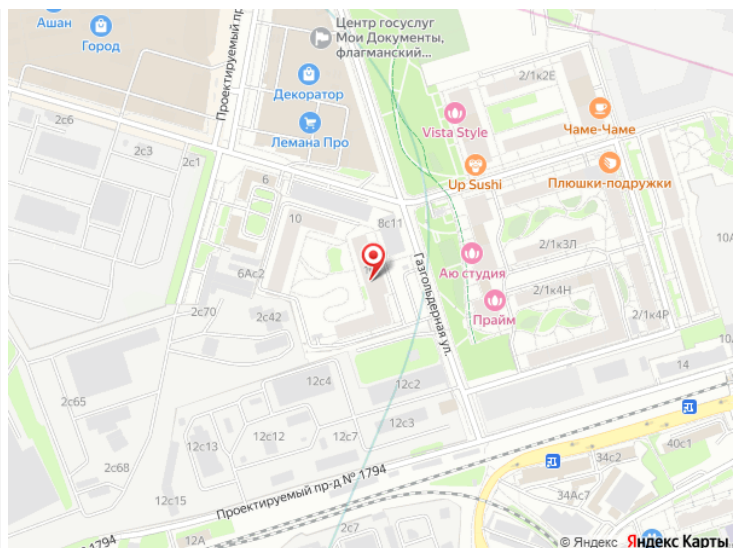 Ашан
Город
Проектируемый пр
Центр госуслуг
Мои Документы,
флагманский...
Декоратор
Лемана Про
Vista Style
2/1к2Е
Чаме-Чаме
Up Sushi
Плюшки-подружки
2с6
2с3
2с1
6
10
8с11
6Ас2
2с70
2с42
Газгольдерная ул.
Аю студия
Прайм
2/1к3Л
2/1к4Н
2/1к4Р
10А
14
12с4
12с2
12с3
12с7
12с12
12с13
12с15
2с65
2с68
Проектируемый пр-д № 1794
1794
12А
2с7
40с1
34с2
34Ас7
© Яндекс Яндекс Карты